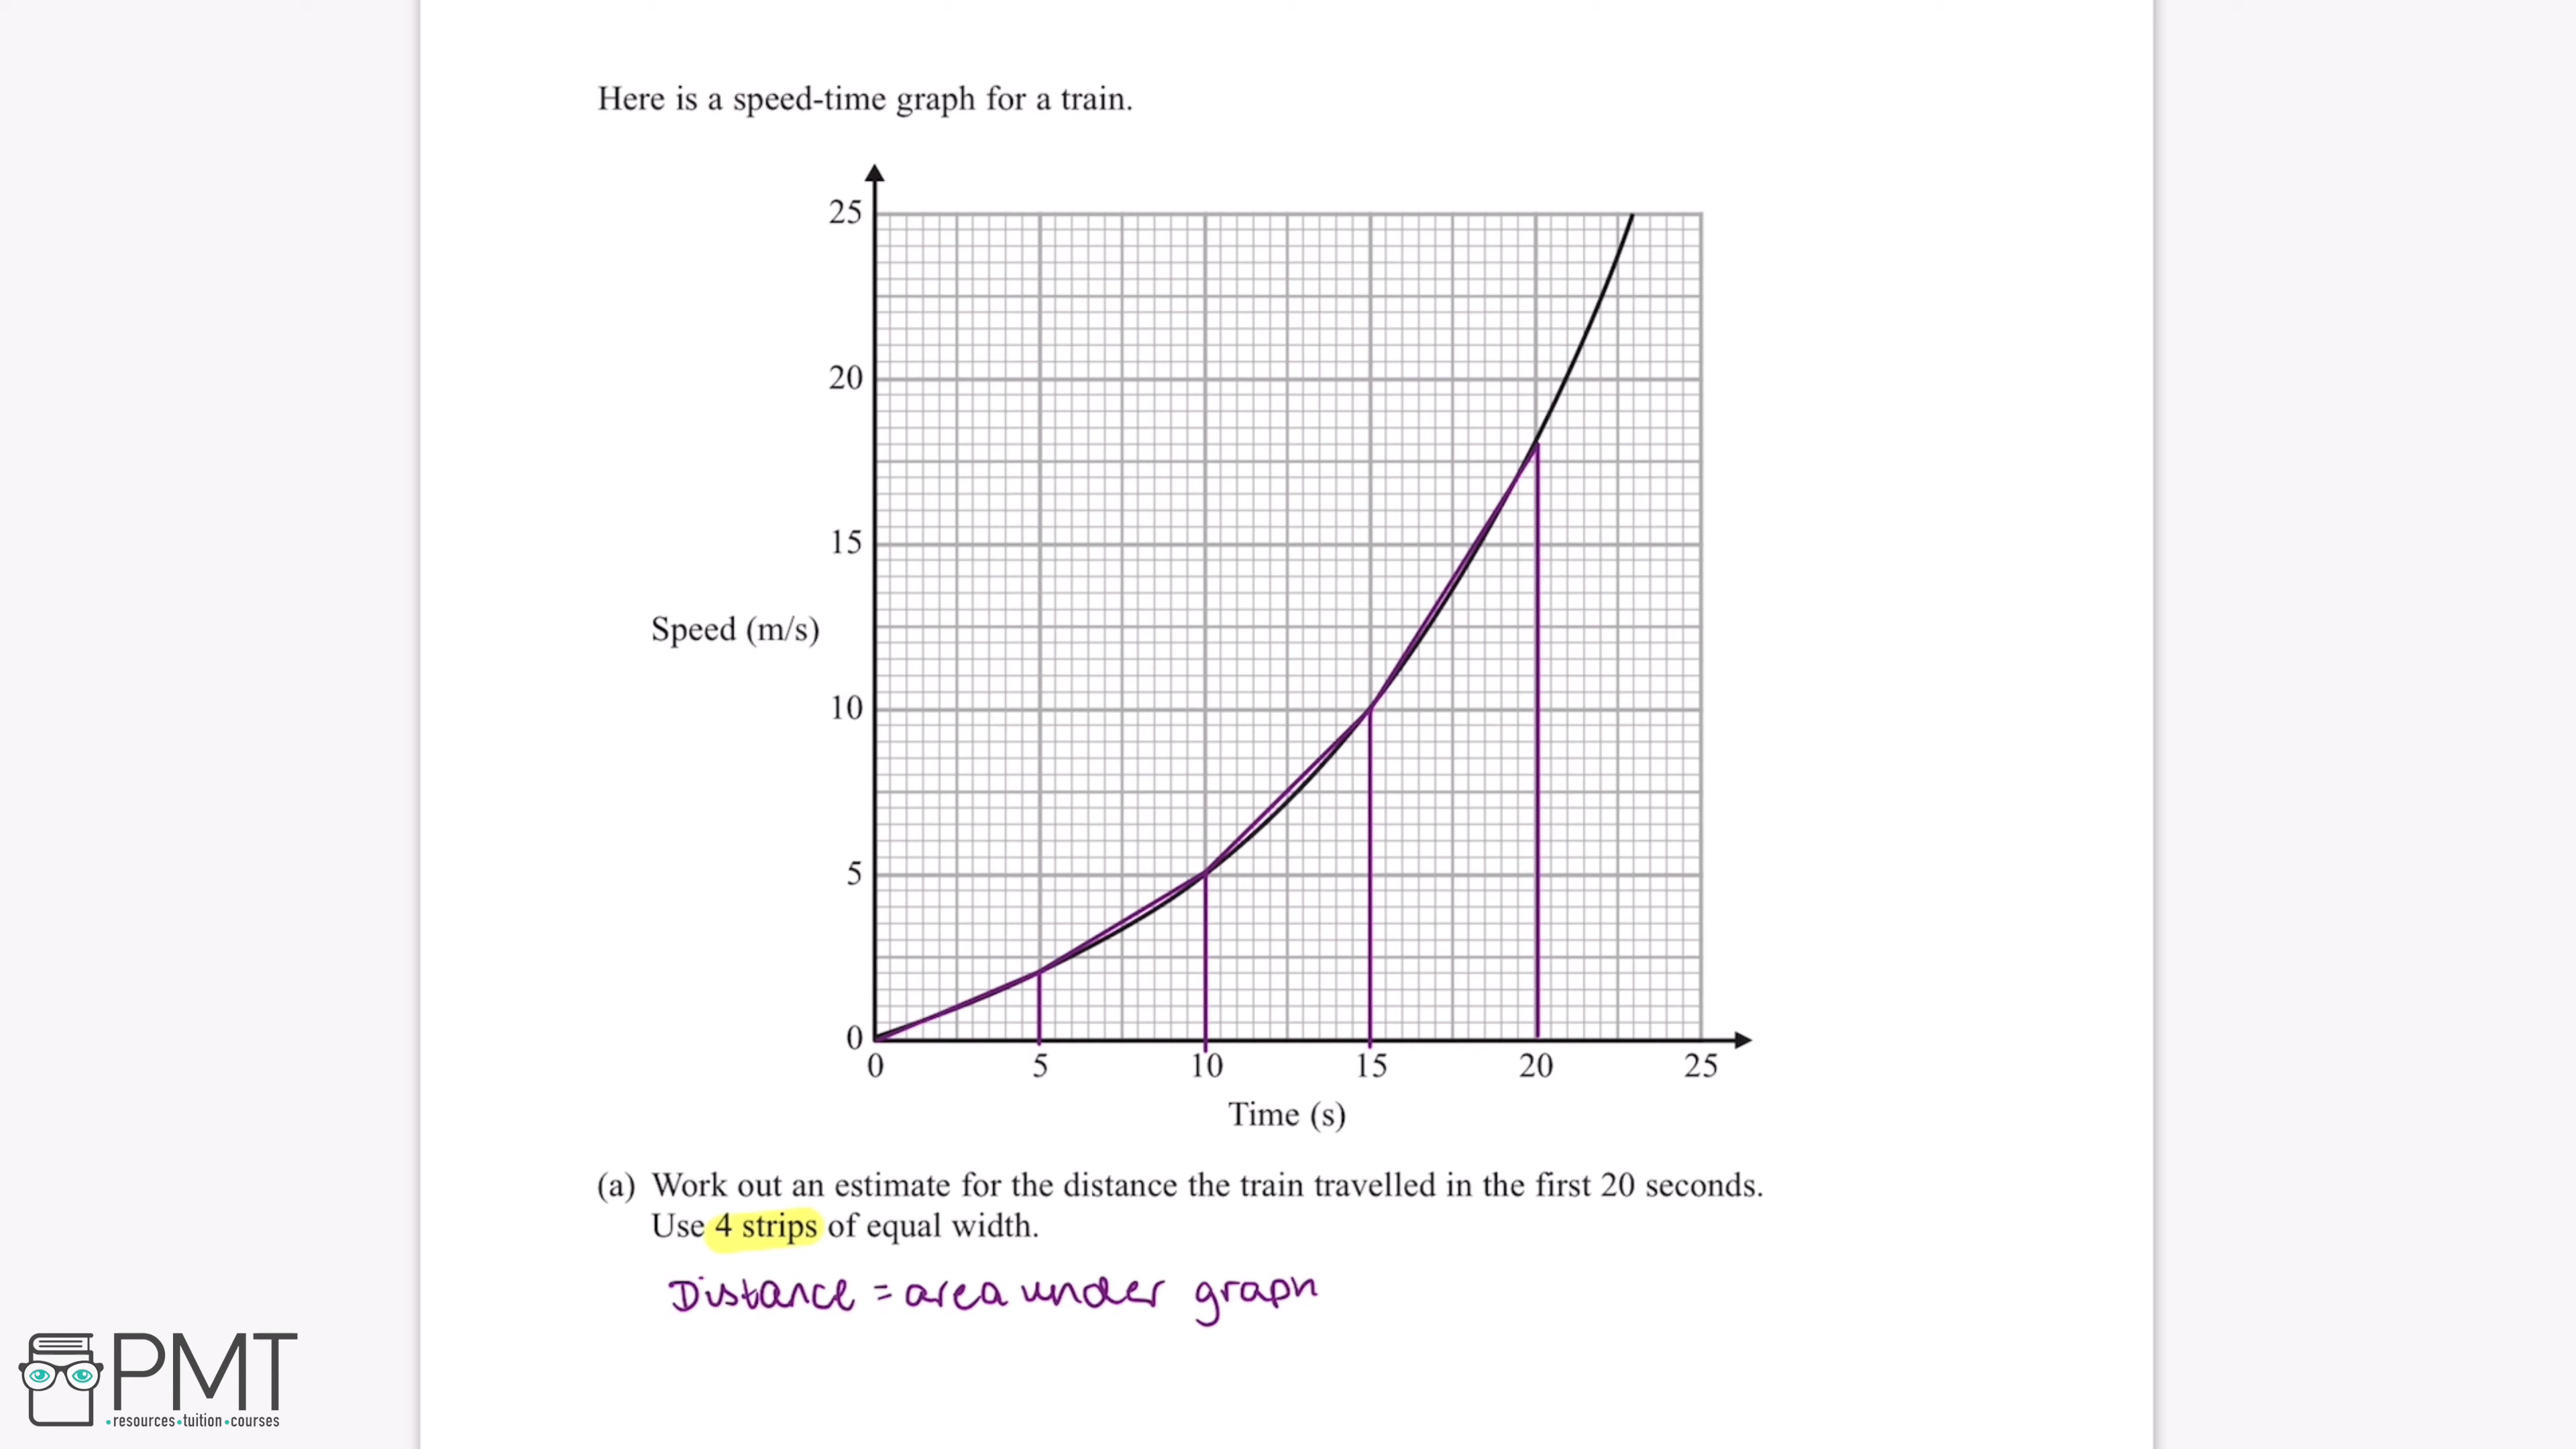 Here is a speed-time graph for a train.
25
20
15
Speed (m/s)
10
5
0
0 5 10 15 20 25
Time (s)
(a) Work out an estimate for the distance the train travelled in the first 20 seconds.
Use 4 strips of equal width.
Distance = area under graph
PMT
•resources•tuition•courses